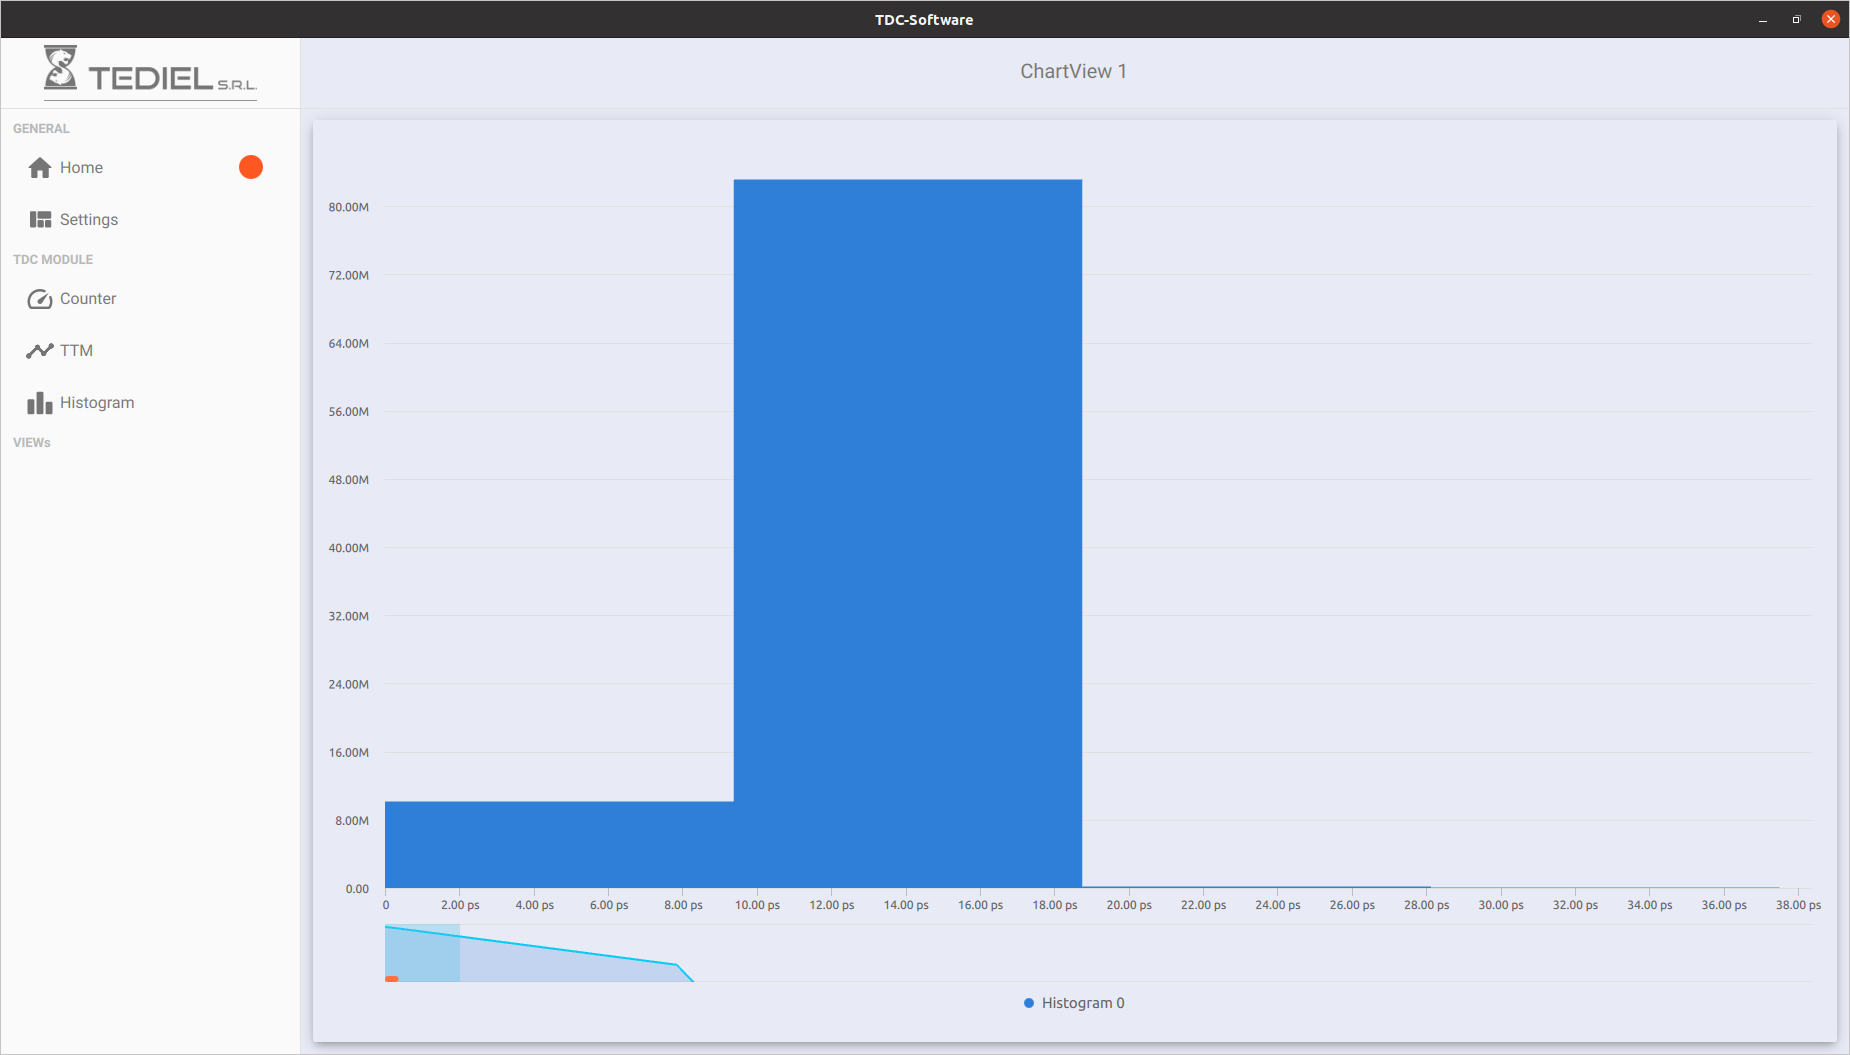 TDC-Software
TEDIEL S.R.L.
ChartView 1
GENERAL
Home
Settings
TDC MODULE
Counter
TTM
Histogram
VIEWs
80.00M
72.00M
64.00M
56.00M
48.00M
40.00M
32.00M
24.00M
16.00M
8.00M
0.00
0 2.00 ps 4.00 ps 6.00 ps 8.00 ps 10.00 ps 12.00 ps 14.00 ps 16.00 ps 18.00 ps 20.00 ps 22.00 ps 24.00 ps 26.00 ps 28.00 ps 30.00 ps 32.00 ps 34.00 ps 36.00 ps 38.00 ps
Histogram 0